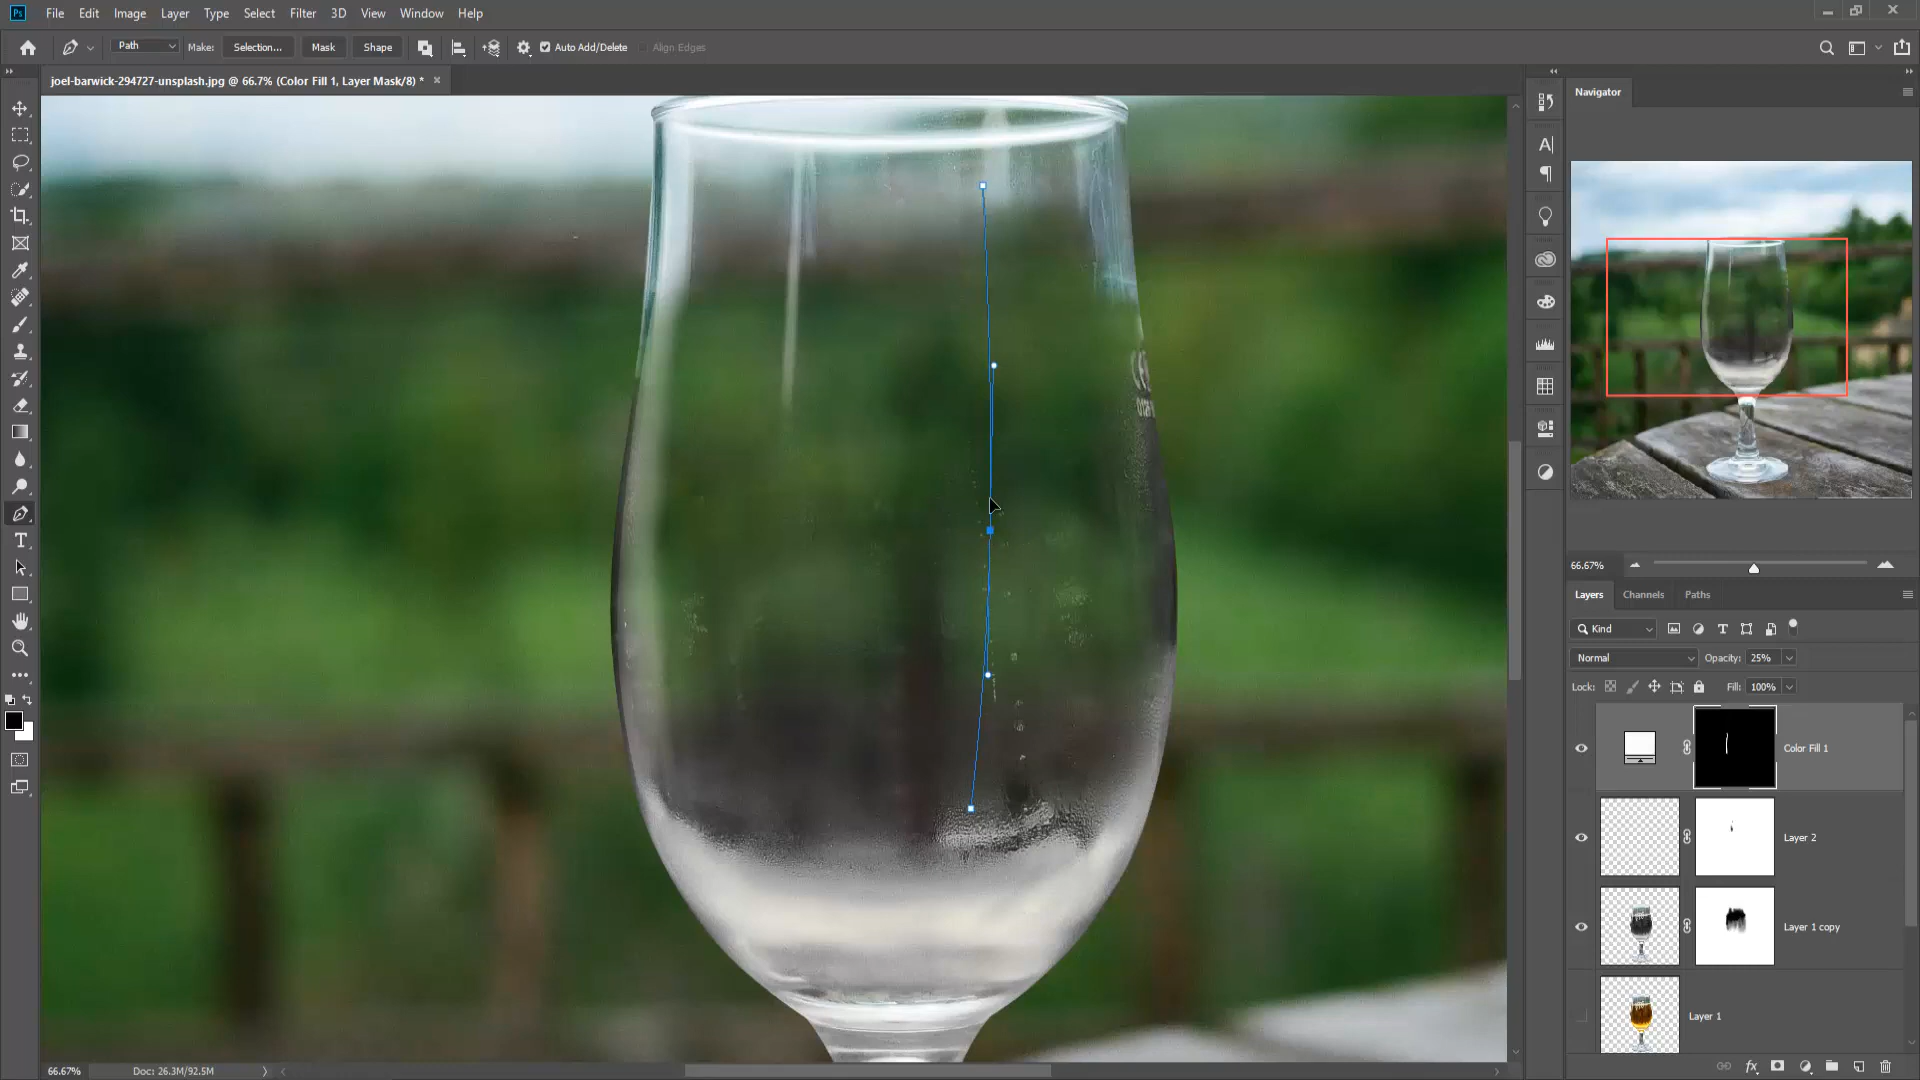 Ps File Edit Image Layer Type Select Filter 3D View Window Help
Path Make: Selection... Mask Shape Auto Add/Delete Align Edges
joel-barwick-294727-unsplash.jpg @ 66.7% (Color Fill 1, Layer Mask/8) *
Navigator
66.67%
Layers Channels Paths
Kind
Normal Opacity: 25%
Lock: Fill: 100%
Color Fill 1
Layer 2
Layer 1 copy
Layer 1
66.67% Doc: 26.3M/92.5M